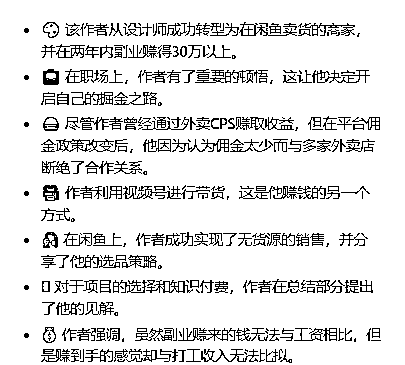 • 🎨 该作者从设计师成功转型为在闲鱼卖货的商家，
并在两年内副业赚得30万以上。
• 💼 在职场上，作者有了重要的顿悟，这让他决定开
启自己的掘金之路。
• 🍔 尽管作者曾经通过外卖CPS赚取收益，但在平台佣
金政策改变后，他因为认为佣金太少而与多家外卖店
断绝了合作关系。
• 作者利用视频号进行带货，这是他赚钱的另一个
方式。
• 在闲鱼上，作者成功实现了无货源的销售，并分
享了他的选品策略。
• 对于项目的选择和知识付费，作者在总结部分提出
了他的见解。
• 💰 作者强调，虽然副业赚来的钱无法与工资相比，但
是赚到手的感觉却与打工收入无法比拟。